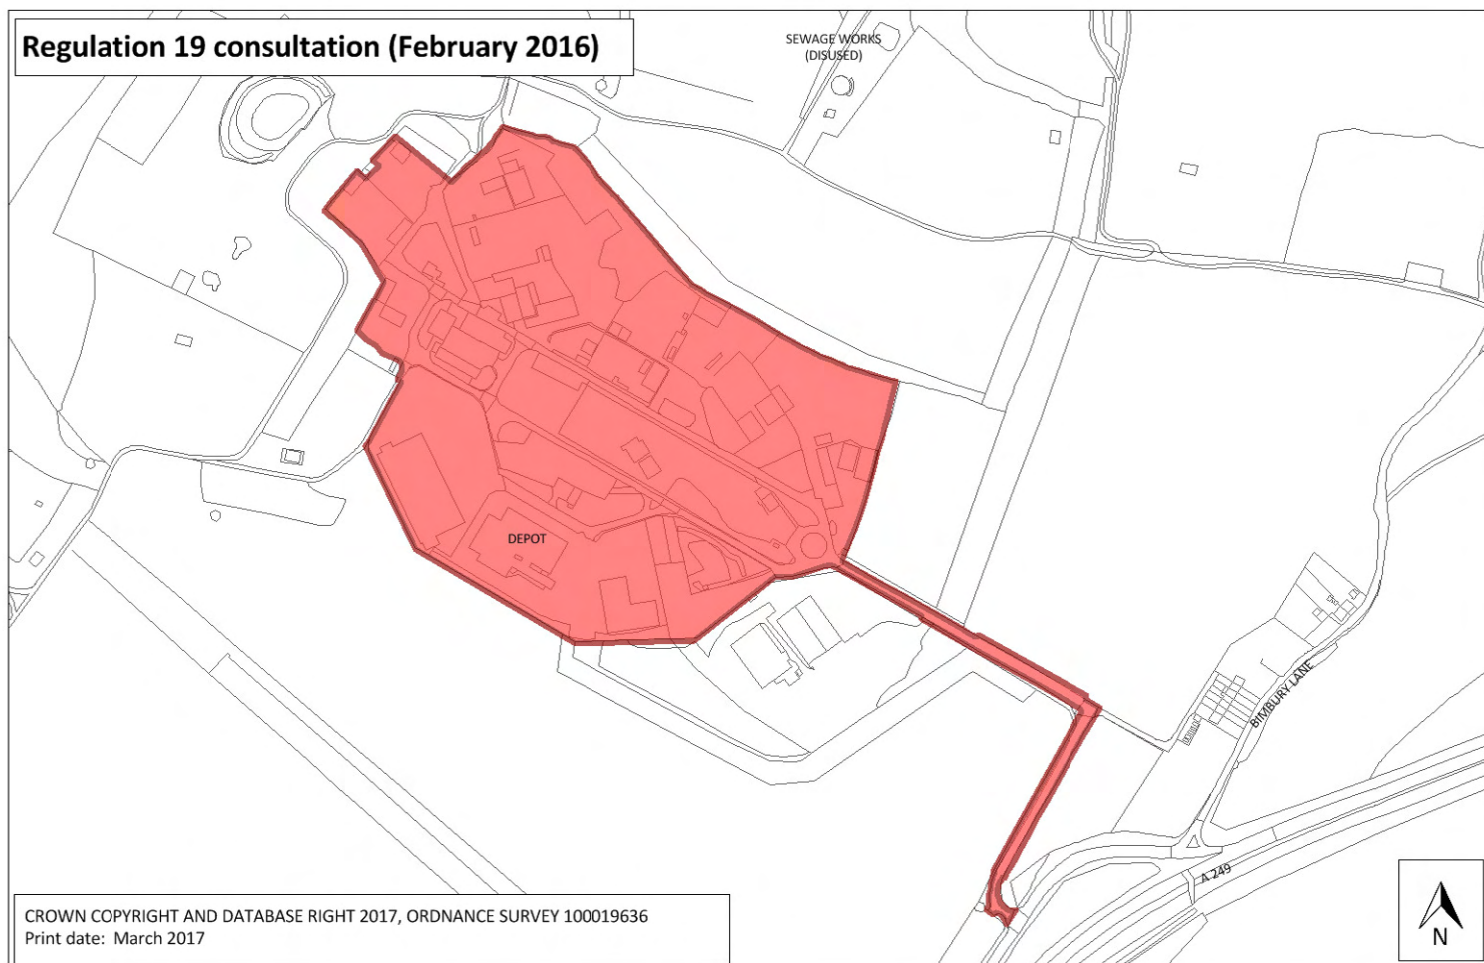 Regulation 19 consultation (February 2016)
SEWAGE WORKS
(DISUSED)
DEPOT
BIMBURY LANE
A 249
CROWN COPYRIGHT AND DATABASE RIGHT 2017, ORDNANCE SURVEY 100019636
Print date: March 2017
N